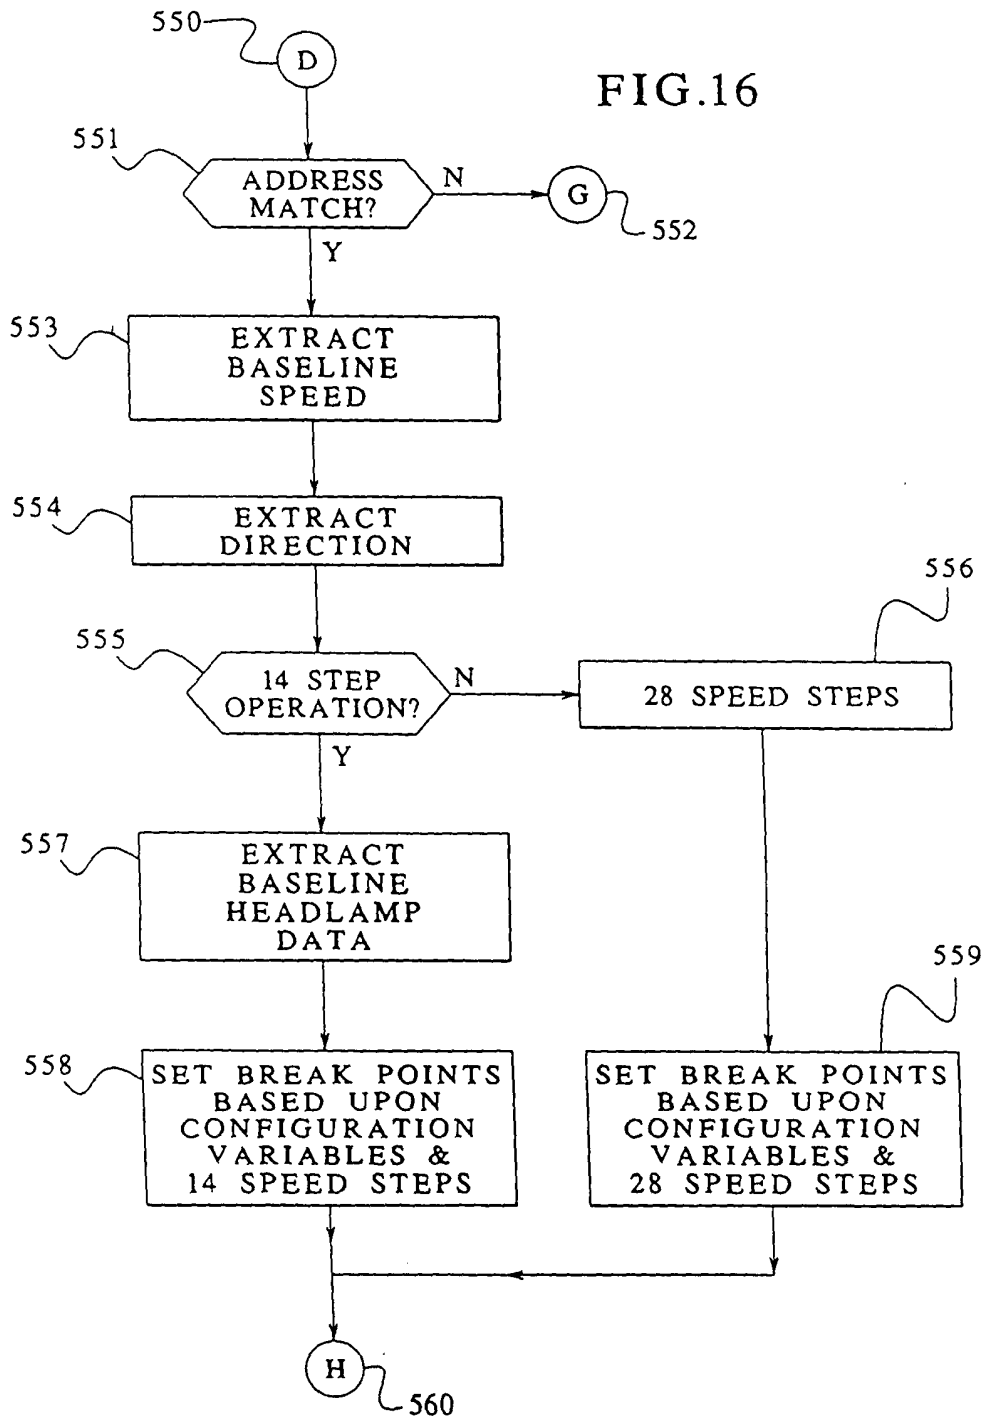 550
D
FIG.16
551
ADDRESS
MATCH?
N
G
552
Y
553
EXTRACT
BASELINE
SPEED
554
EXTRACT
DIRECTION
556
555
14 STEP
OPERATION?
N
28 SPEED STEPS
Y
557
EXTRACT
BASELINE
HEADLAMP
DATA
559
558
SET BREAK POINTS
BASED UPON
CONFIGURATION
VARIABLES &
14 SPEED STEPS
SET BREAK POINTS
BASED UPON
CONFIGURATION
VARIABLES &
28 SPEED STEPS
H
560